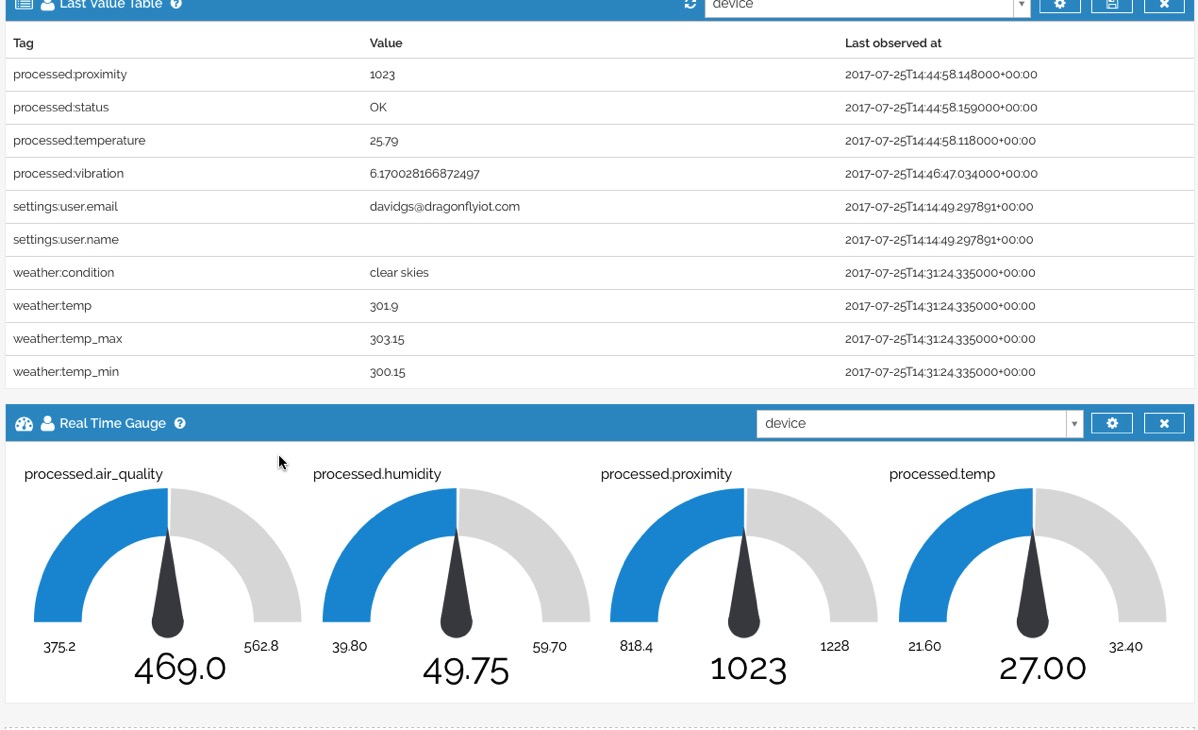 Last Value Table device
Tag Value Last observed at
processed:proximity 1023 2017-07-25T14:44:58.148000+00:00
processed:status OK 2017-07-25T14:44:58.159000+00:00
processed:temperature 25.79 2017-07-25T14:44:58.118000+00:00
processed:vibration 6.170028166872497 2017-07-25T14:46:47.034000+00:00
settings:user.email davidgs@dragonflyiot.com 2017-07-25T14:14:49.297891+00:00
settings:user.name 2017-07-25T14:14:49.297891+00:00
weather:condition clear skies 2017-07-25T14:31:24.335000+00:00
weather:temp 301.9 2017-07-25T14:31:24.335000+00:00
weather:temp_max 303.15 2017-07-25T14:31:24.335000+00:00
weather:temp_min 300.15 2017-07-25T14:31:24.335000+00:00
Real Time Gauge device
processed.air_quality processed.humidity processed.proximity processed.temp
375.2 562.8 39.80 59.70 818.4 1228 21.60 32.40
469.0 49.75 1023 27.00